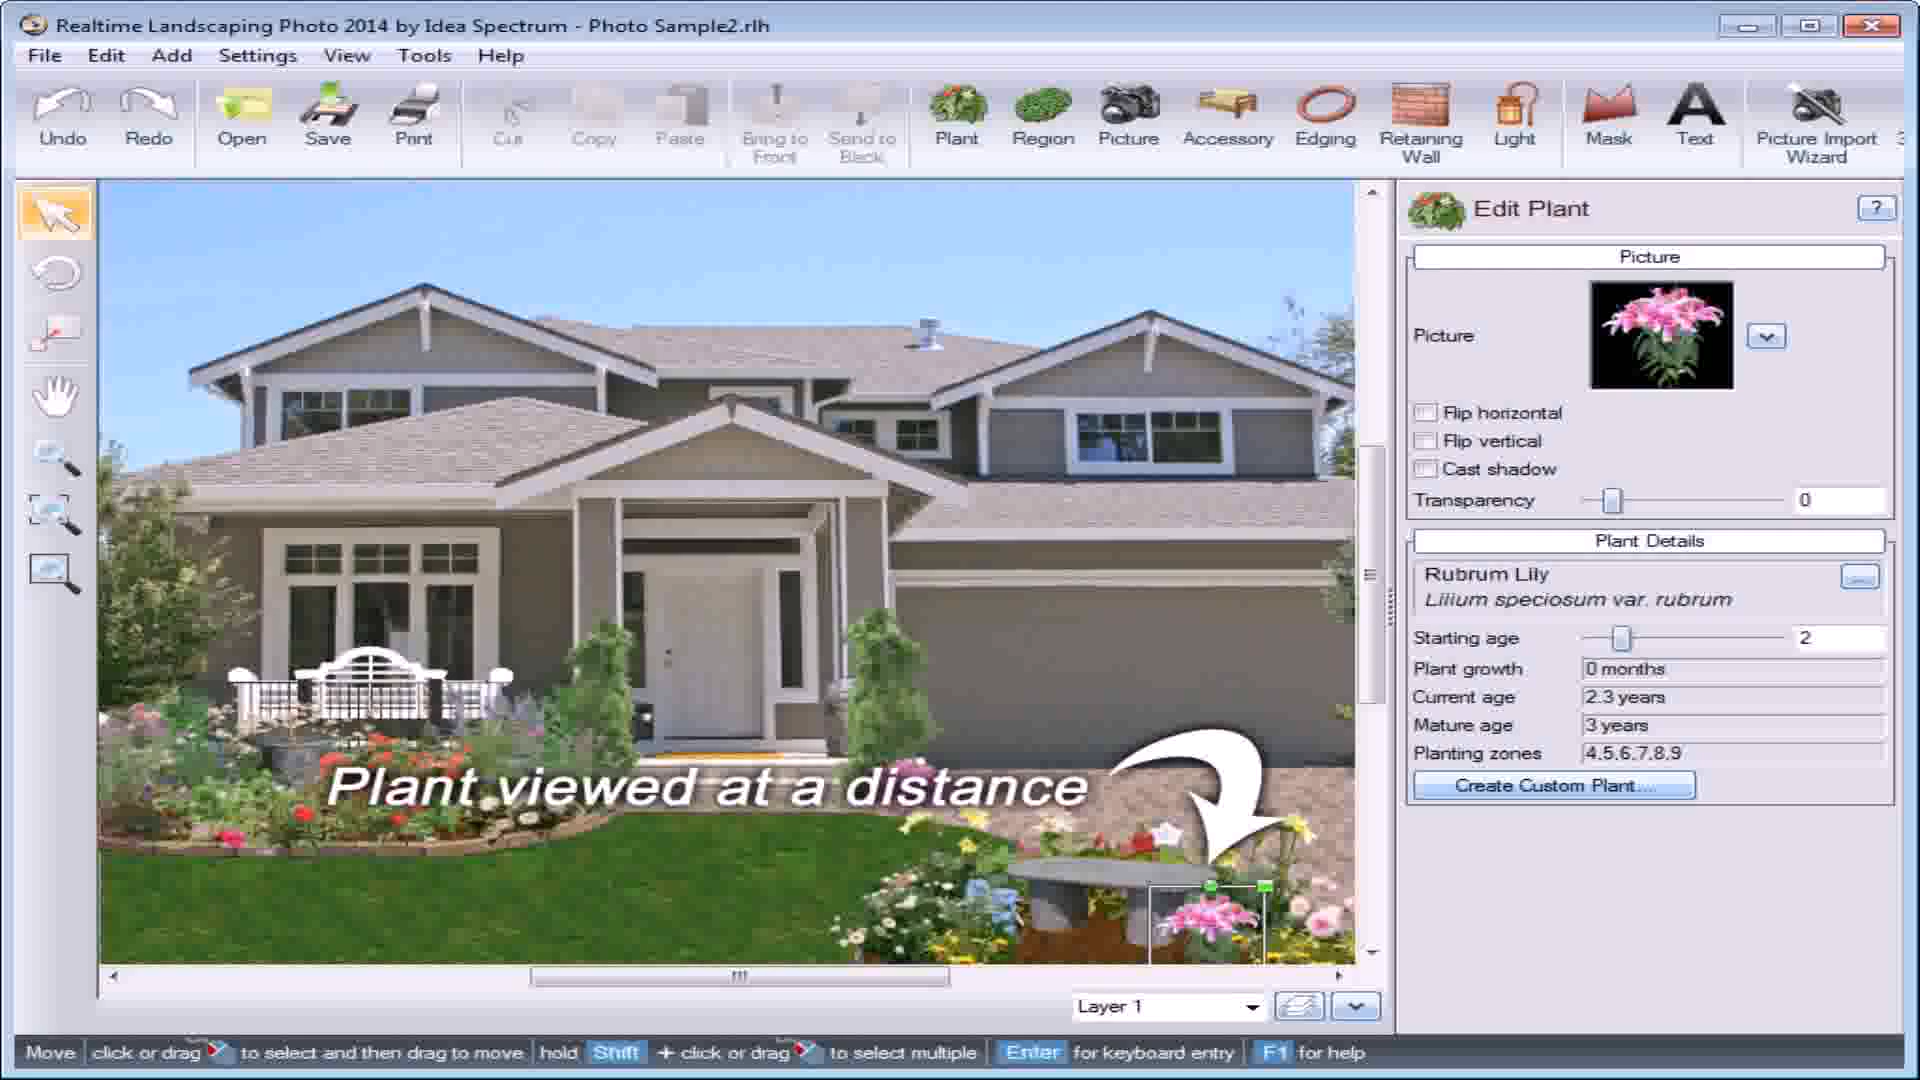 Realtime Landscaping Photo 2014 by Idea Spectrum - Photo Sample2.rlh
File Edit Add Settings View Tools Help
Undo Redo Open Save Print Cut Copy Paste Bring to Front Send to Back Plant Region Picture Accessory Edging Retaining Wall Light Mask Text Picture Import Wizard 3
Edit Plant ?
Picture
Picture
Flip horizontal
Flip vertical
Cast shadow
Transparency 0
Plant Details
Rubrum Lily ...
Lilium speciosum var. rubrum
Starting age 2
Plant growth 0 months
Current age 2.3 years
Mature age 3 years
Planting zones 4,5,6,7,8,9
Create Custom Plant....
Plant viewed at a distance
Layer 1
Move click or drag to select and then drag to move hold Shift + click or drag to select multiple Enter for keyboard entry F1 for help